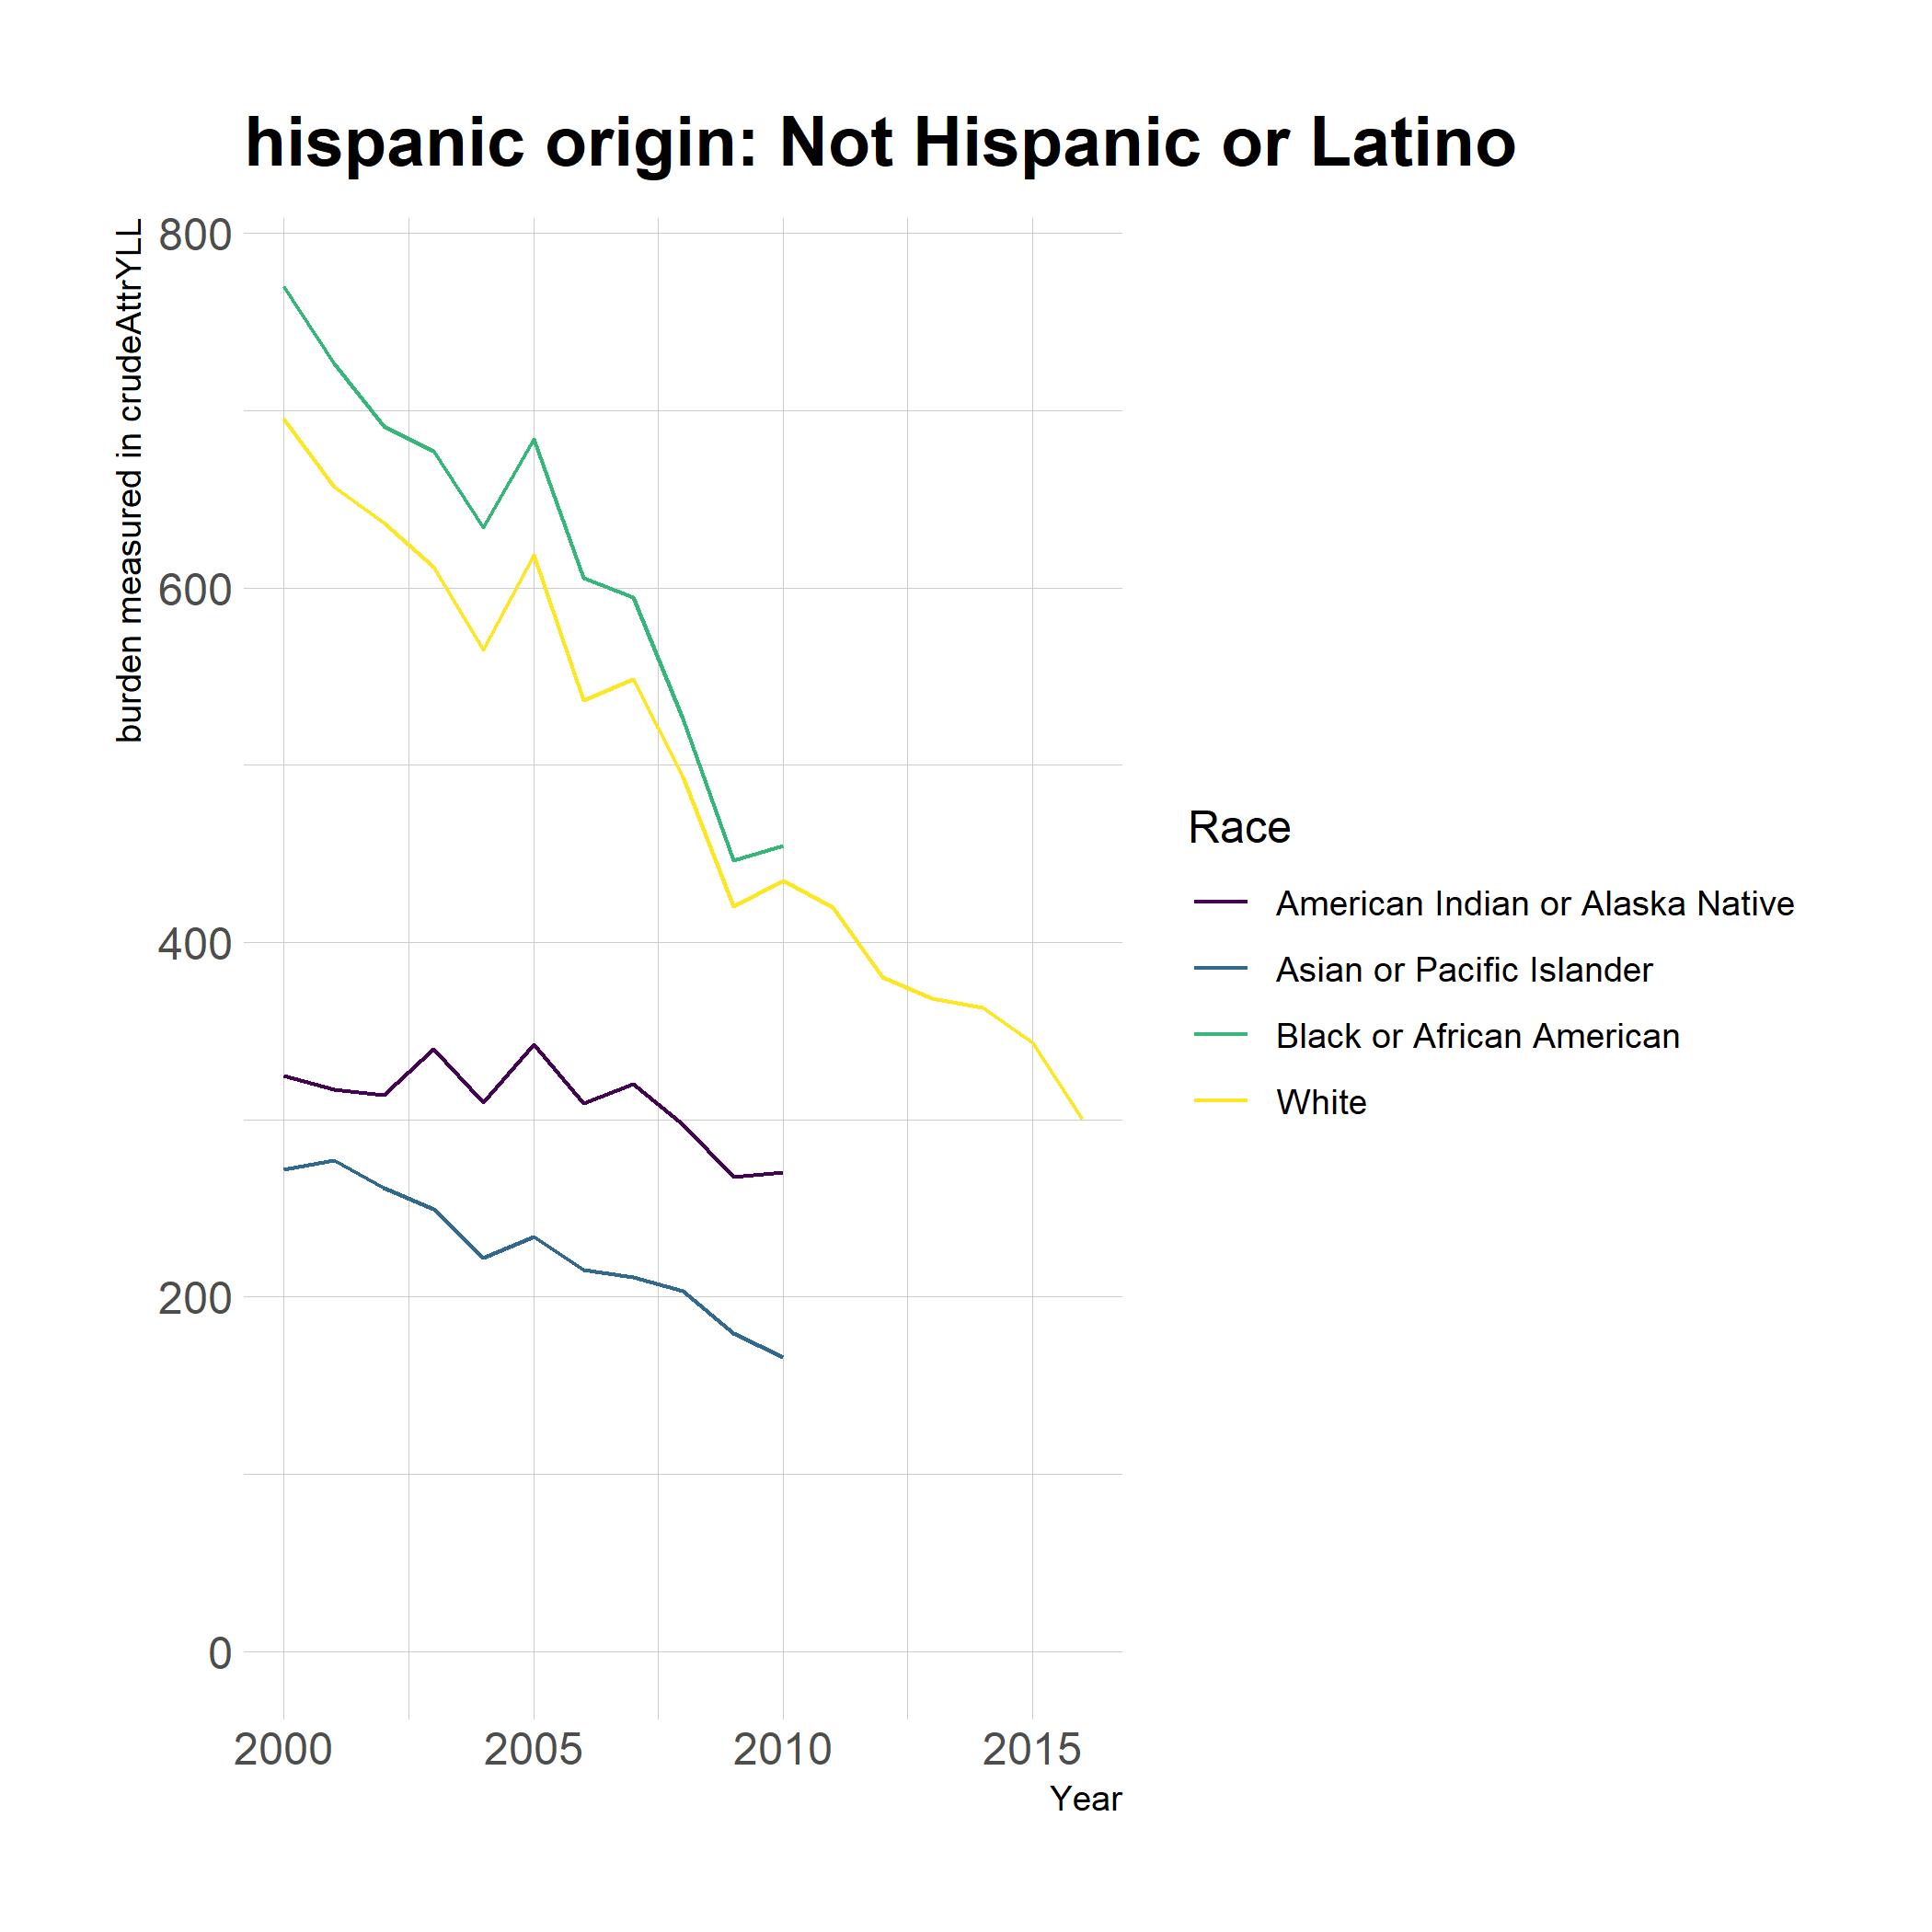 hispanic origin: Not Hispanic or Latino
burden measured in crudeAttrYLL
800
600
400
200
0
2000 2005 2010 2015
Year
Race
American Indian or Alaska Native
Asian or Pacific Islander
Black or African American
White